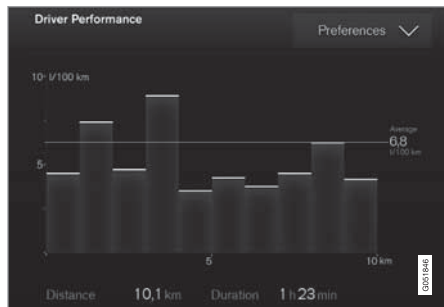 Driver Performance
Preferences
10 l/100 km
Average
6,8
l/100 km
5
5
10 km
Distance 10,1 km Duration 1 h 23 min
G051846